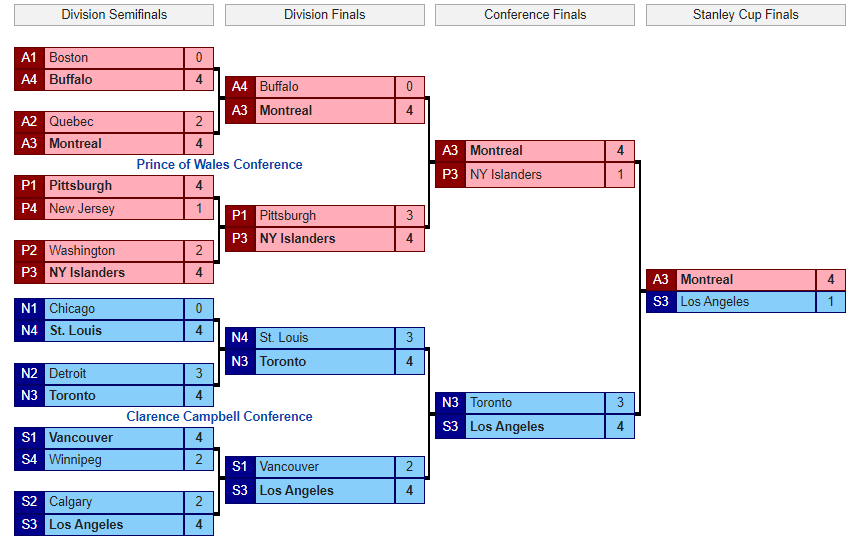 Division Semifinals
Division Finals
Conference Finals
Stanley Cup Finals
A1 Boston 0
A4 Buffalo 4
A2 Quebec 2
A3 Montreal 4
Prince of Wales Conference
P1 Pittsburgh 4
P4 New Jersey 1
P2 Washington 2
P3 NY Islanders 4
N1 Chicago 0
N4 St. Louis 4
N2 Detroit 3
N3 Toronto 4
Clarence Campbell Conference
S1 Vancouver 4
S4 Winnipeg 2
S2 Calgary 2
S3 Los Angeles 4
A4 Buffalo 0
A3 Montreal 4
P1 Pittsburgh 3
P3 NY Islanders 4
N4 St. Louis 3
N3 Toronto 4
S1 Vancouver 2
S3 Los Angeles 4
A3 Montreal 4
P3 NY Islanders 1
N3 Toronto 3
S3 Los Angeles 4
A3 Montreal 4
S3 Los Angeles 1